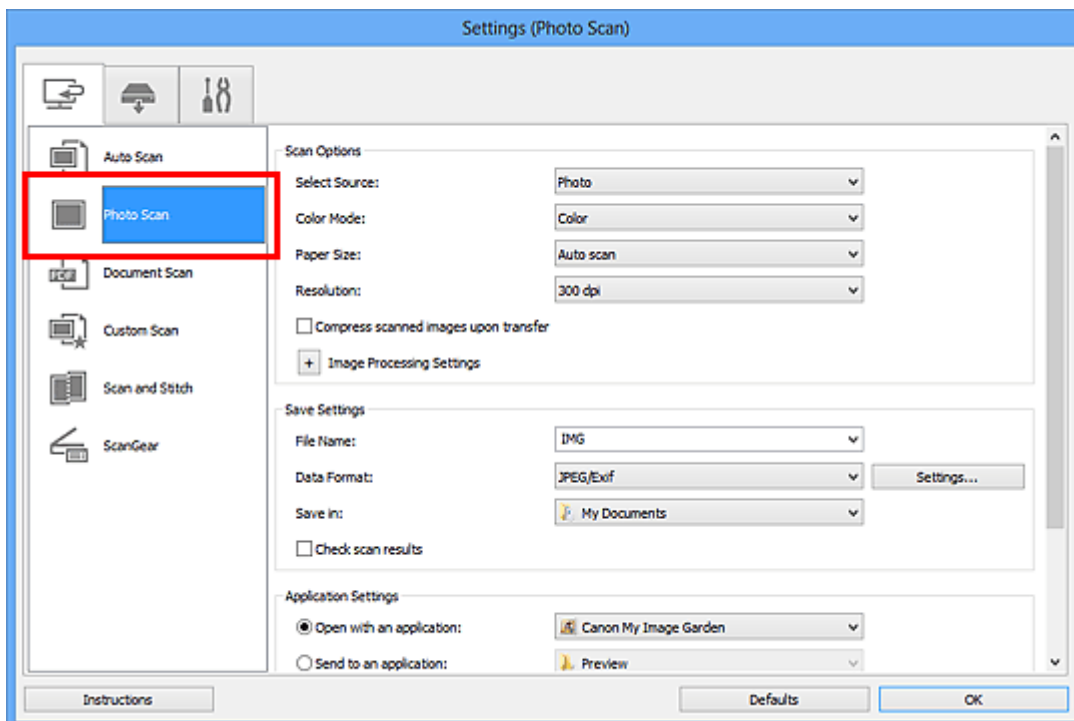 Settings (Photo Scan)
Auto Scan
Photo Scan
Document Scan
Custom Scan
Scan and Stitch
ScanGear
Scan Options
Select Source: Photo
Color Mode: Color
Paper Size: Auto scan
Resolution: 300 dpi
Compress scanned images upon transfer
+ Image Processing Settings
Save Settings
File Name: IMG
Data Format: JPEG/Exif Settings...
Save in: My Documents
Check scan results
Application Settings
Open with an application: Canon My Image Garden
Send to an application: Preview
Instructions Defaults OK